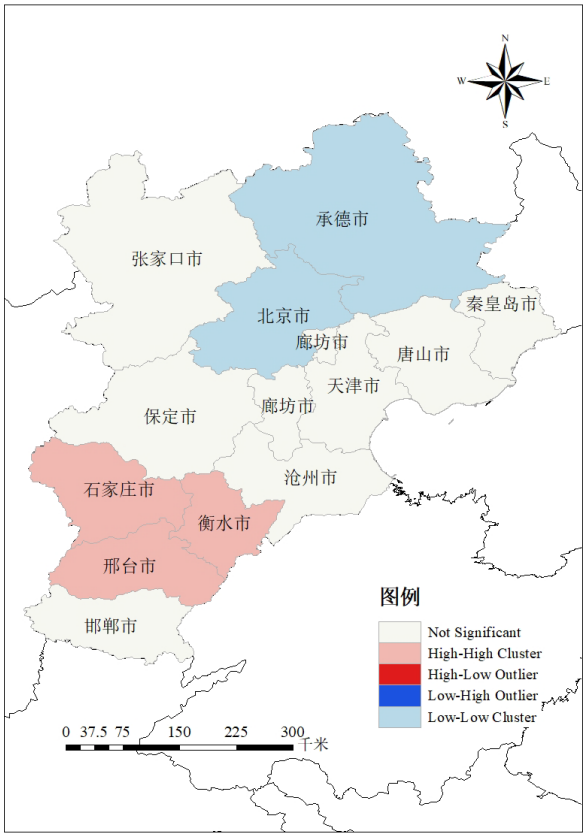 N
W
E
S
承德市
张家口市
北京市
秦皇岛市
廊坊市
唐山市
天津市
廊坊市
保定市
沧州市
石家庄市
衡水市
邢台市
邯郸市
图例
Not Significant
High-High Cluster
High-Low Outlier
Low-High Outlier
Low-Low Cluster
0 37.5 75 150 225 300
千米